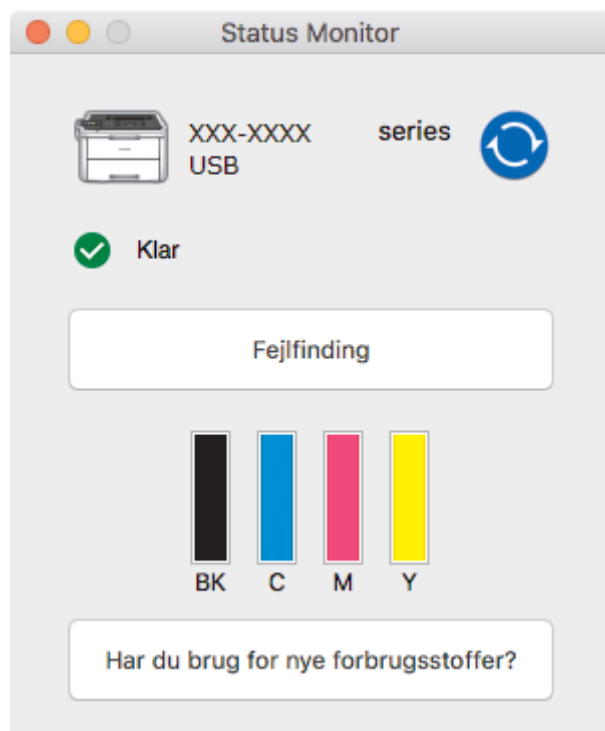 Status Monitor
XXX-XXXX series
USB
Klar
Fejlfinding
BK C M Y
Har du brug for nye forbrugsstoffer?